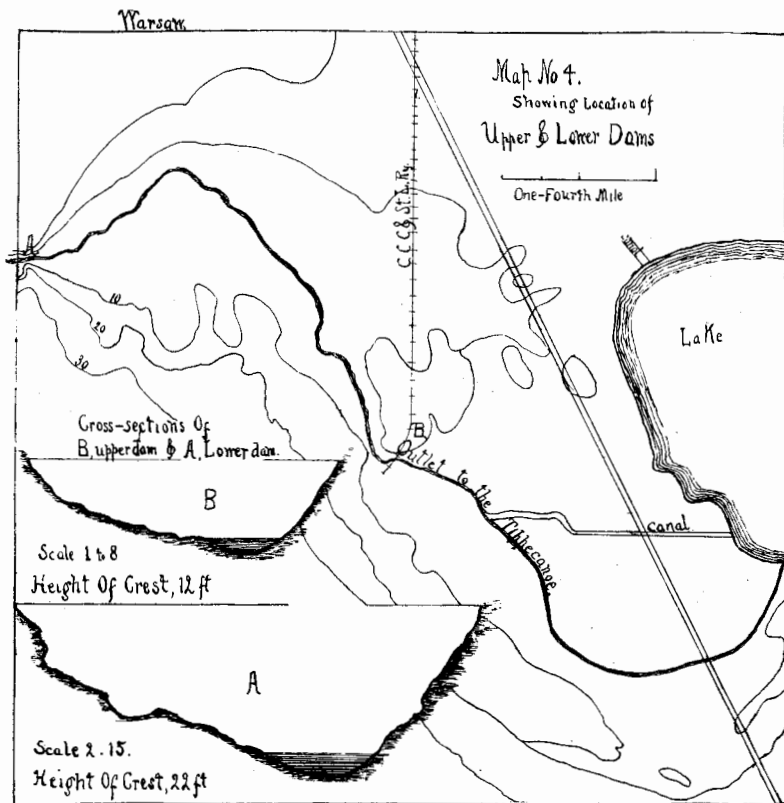 Warsaw
Map No 4.
Showing Location of
Upper & Lower Dams
One-Fourth Mile
C C C & St L Ry.
A
10
20
30
Lake
B
Outlet to the Tippecanoe
Canal
Cross-sections Of
B, upper dam & A, Lower dam.
B
Scale 1 to 8
Height Of Crest, 12 ft
A
Scale 2-15.
Height Of Crest, 22 ft